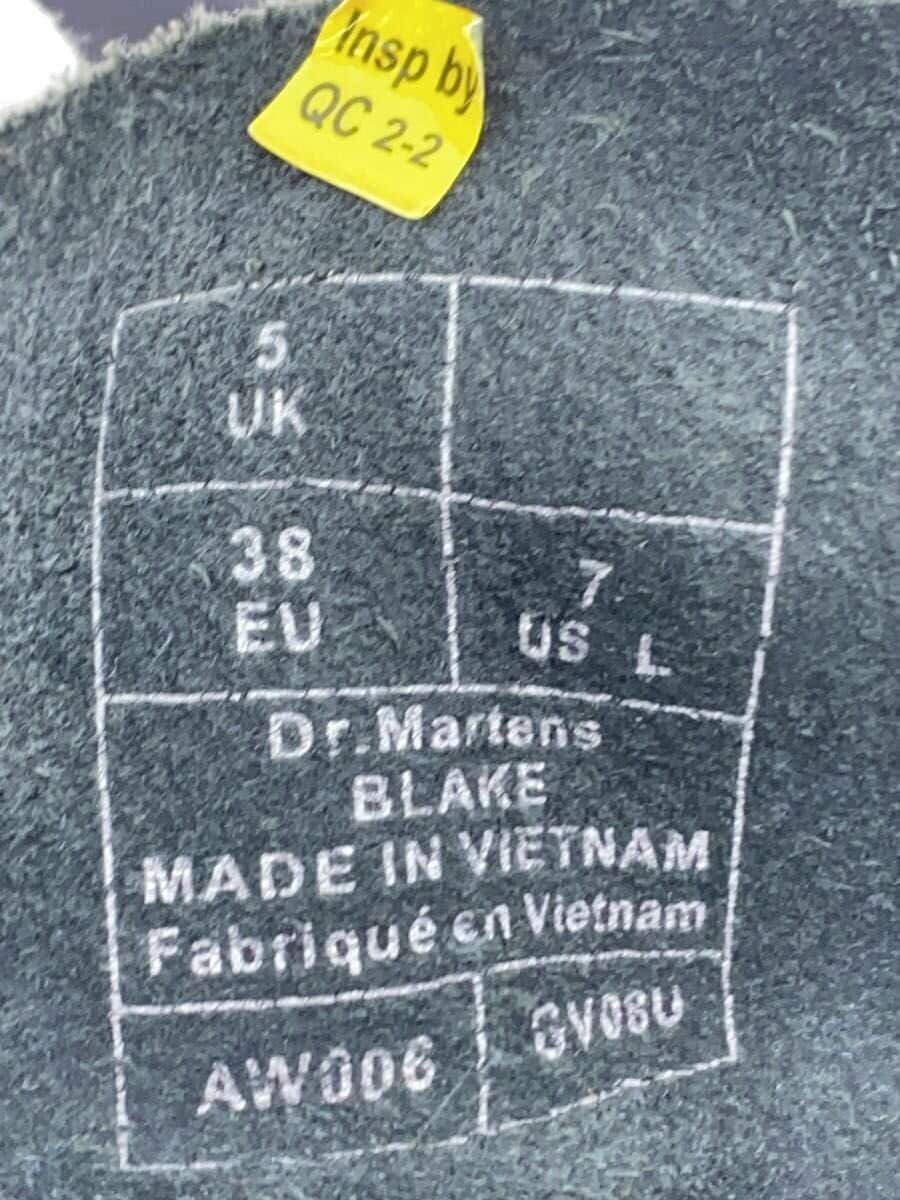 Insp by
QC 2-2
5
UK
38
EU
7
US L
Dr.Martens
BLAKE
MADE IN VIETNAM
Fabriqué en Vietnam
AW006